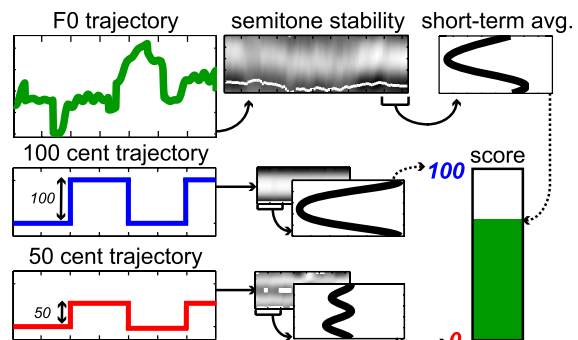 F0 trajectory
semitone stability
short-term avg.
100 cent trajectory
100
100
score
50 cent trajectory
50
0